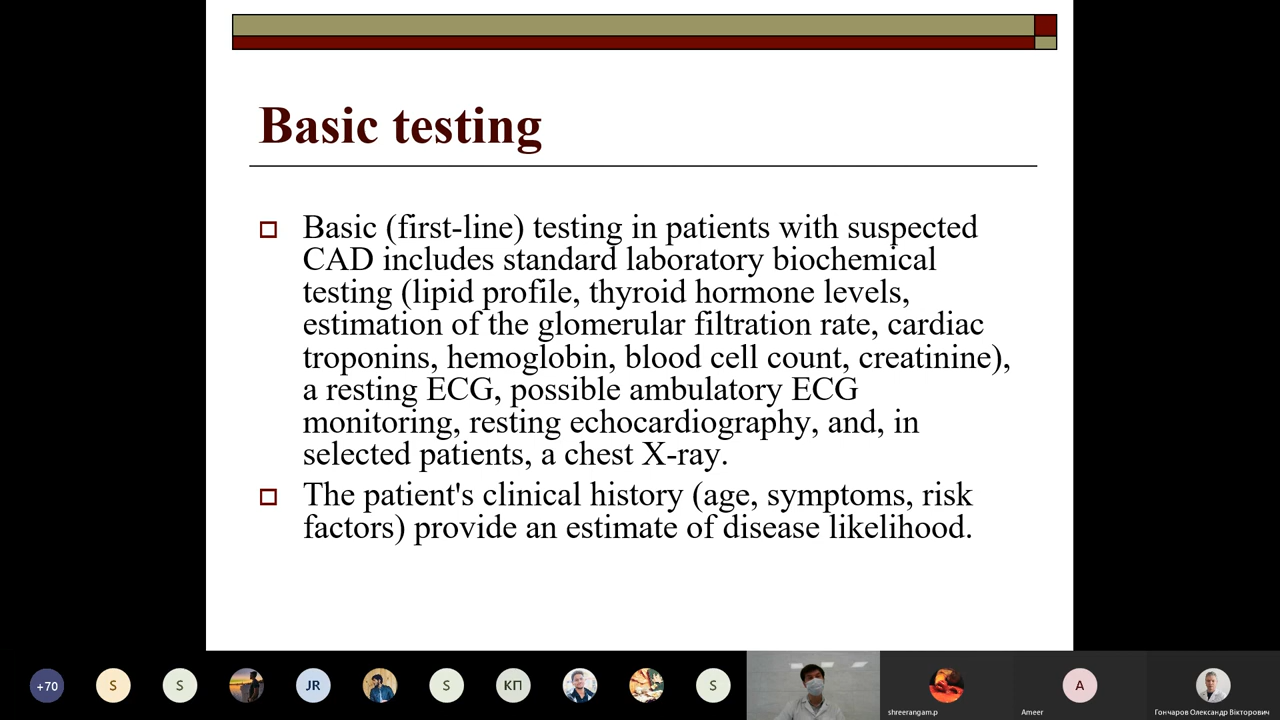 Basic testing
Basic (first-line) testing in patients with suspected
CAD includes standard laboratory biochemical
testing (lipid profile, thyroid hormone levels,
estimation of the glomerular filtration rate, cardiac
troponins, hemoglobin, blood cell count, creatinine),
a resting ECG, possible ambulatory ECG
monitoring, resting echocardiography, and, in
selected patients, a chest X-ray.
The patient's clinical history (age, symptoms, risk
factors) provide an estimate of disease likelihood.
+70 S S JR S КП S A
shreerangam.p Ameer Гончаров Олександр Вікторович